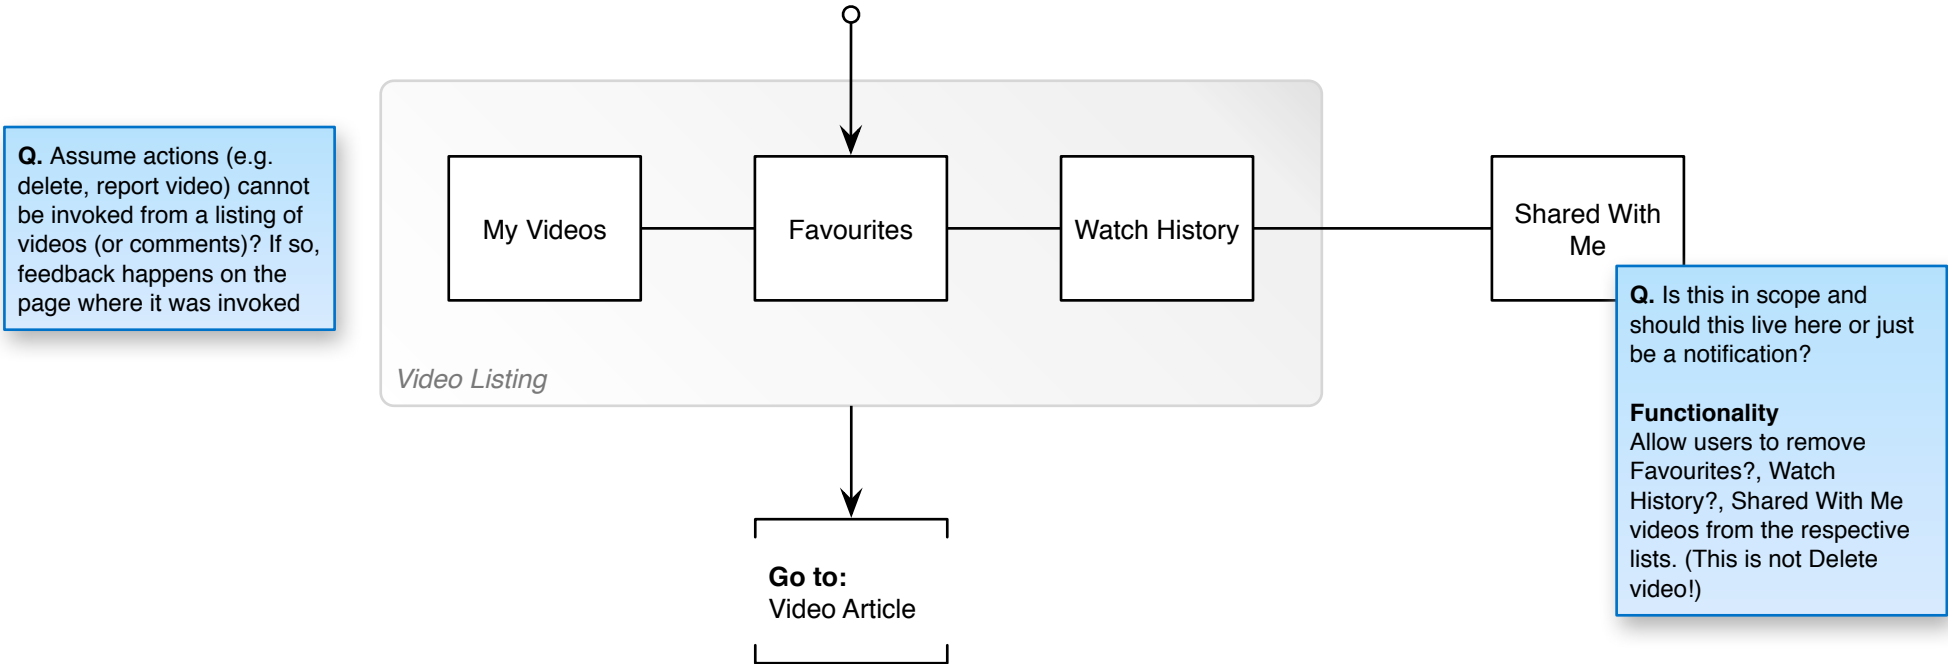 Q. Assume actions (e.g.
delete, report video) cannot
be invoked from a listing of
videos (or comments)? If so,
feedback happens on the
page where it was invoked
My Videos
Favourites
Watch History
Shared With
Me
Video Listing
Q. Is this in scope and
should this live here or just
be a notification?
Functionality
Allow users to remove
Favourites?, Watch
History?, Shared With Me
videos from the respective
lists. (This is not Delete
video!)
Go to:
Video Article